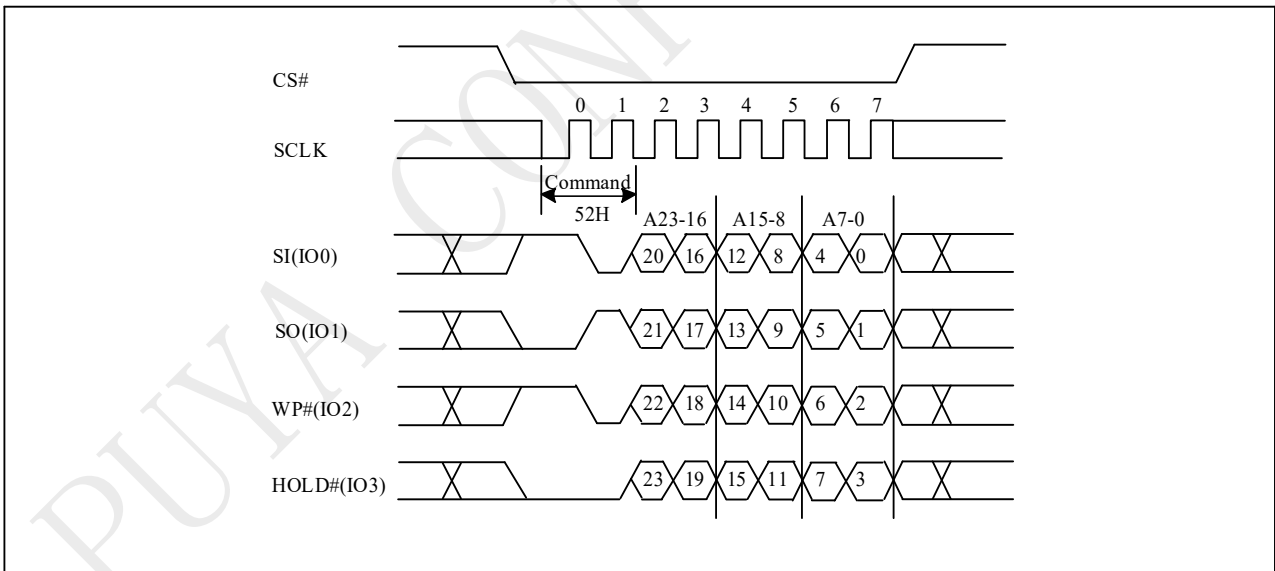 CS#
0 1 2 3 4 5 6 7
SCLK
Command
52H
A23-16 A15-8 A7-0
SI(IO0) 20 16 12 8 4 0
SO(IO1) 21 17 13 9 5 1
WP#(IO2) 22 18 14 10 6 2
HOLD#(IO3) 23 19 15 11 7 3
PUYA CON